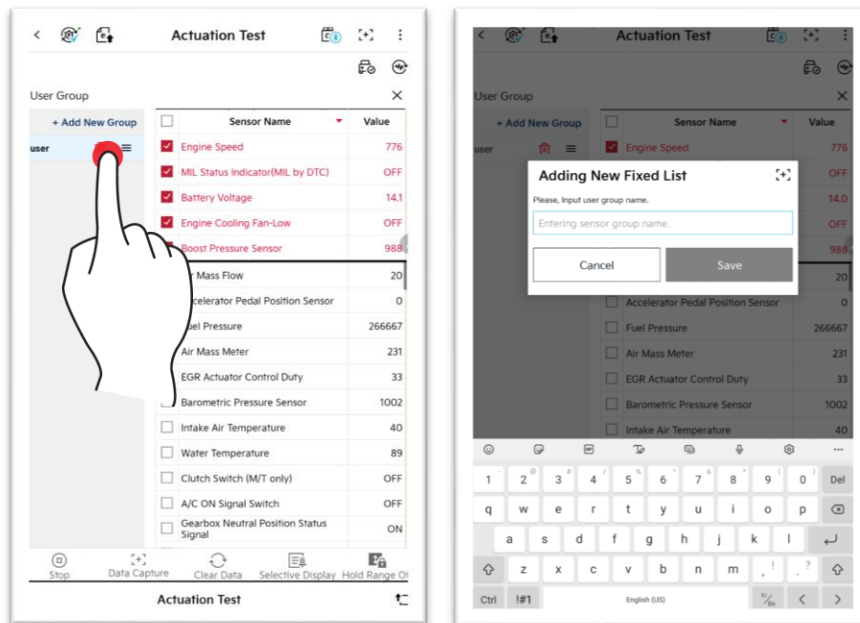 Actuation Test
User Group
+ Add New Group
Sensor Name
Value
user
Engine Speed
776
MIL Status Indicator(MIL by DTC)
OFF
Battery Voltage
14.1
Engine Cooling Fan-Low
OFF
Boost Pressure Sensor
988
Mass Flow
20
Pedal Position Sensor
0
Pressure
266667
Air Mass Meter
231
EGR Actuator Control Duty
33
Barometric Pressure Sensor
1002
Intake Air Temperature
40
Water Temperature
89
Clutch Switch (M/T only)
OFF
A/C ON Signal Switch
OFF
Gearbox Neutral Position Status
Signal
ON
Stop
Data Capture
Clear Data
Selective Display
Hold Range
Actuation Test
Actuation Test
User Group
+ Add New Group
Sensor Name
Value
user
Engine Speed
776
OFF
14.0
OFF
988
20
Adding New Fixed List
Please, Input user group name.
Entering sensor group name.
Cancel
Save
Accelerator Pedal Position Sensor
0
Fuel Pressure
266667
Air Mass Meter
231
EGR Actuator Control Duty
33
Barometric Pressure Sensor
1002
Intake Air Temperature
40
1 2 3 4 5 6 7 8 9 0 Del
q w e r t y u i o p
a s d f g h j k l
z x c v b n m , ! . ?
Ctrl !#1 English (US) < >